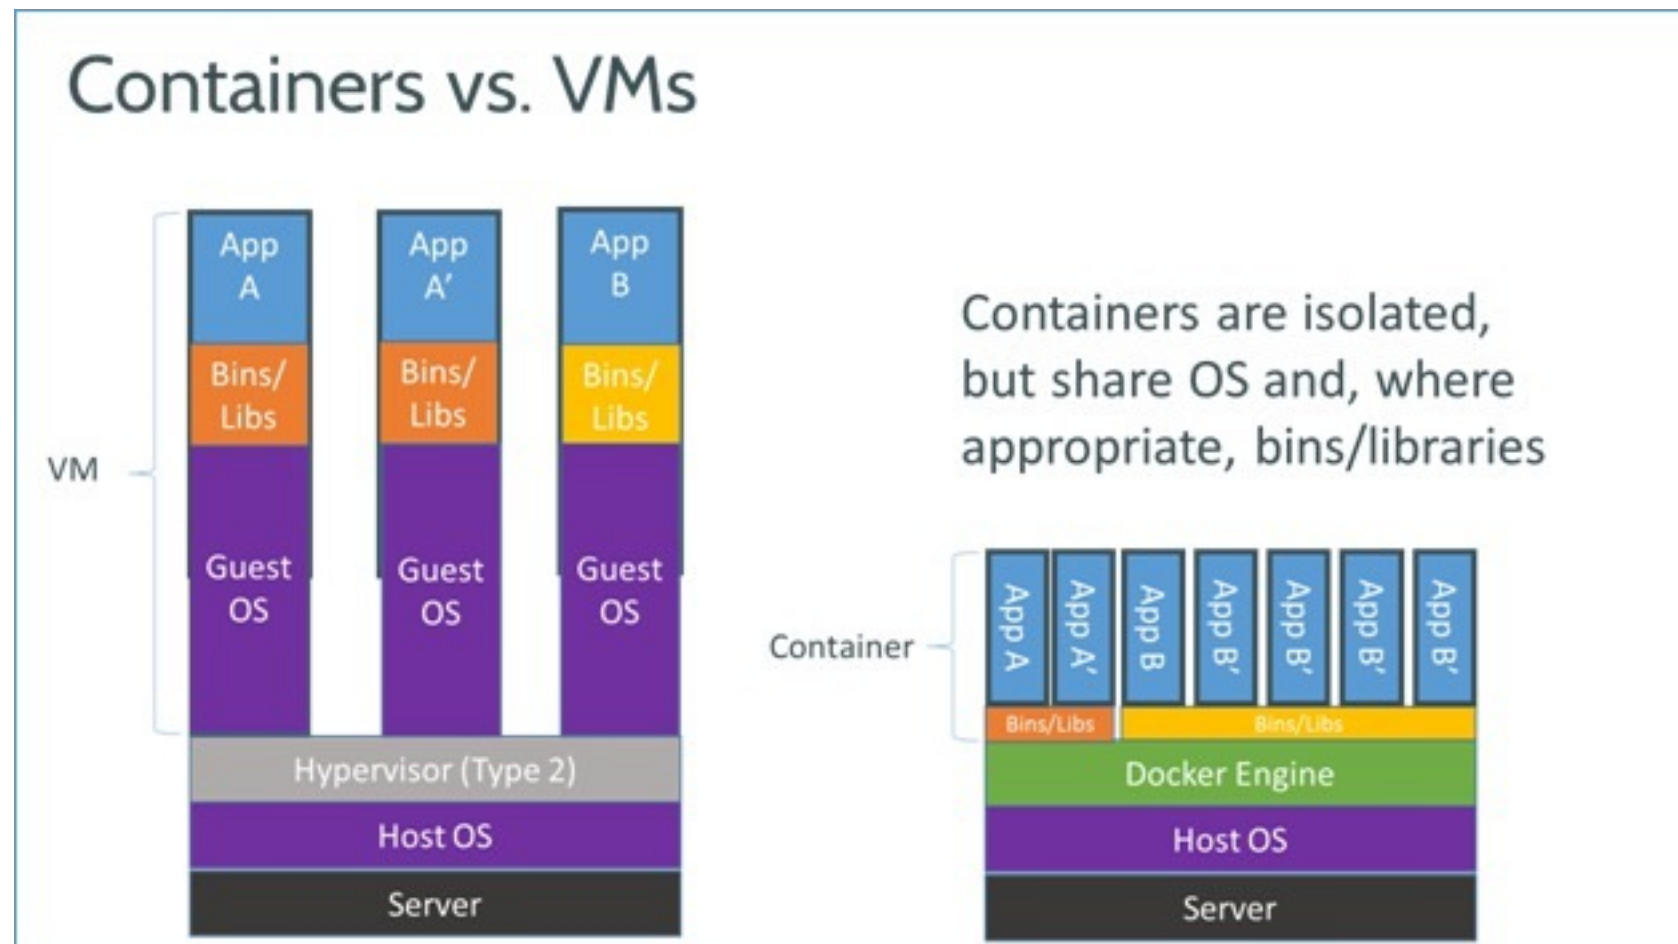 Containers vs. VMs
VM
App
A
Bins/
Libs
Guest
OS
App
A′
Bins/
Libs
Guest
OS
App
B
Bins/
Libs
Guest
OS
Hypervisor (Type 2)
Host OS
Server
Containers are isolated,
but share OS and, where
appropriate, bins/libraries
Container
App A
App A′
App B
App B′
App B′
App B′
App B′
Bins/Libs
Bins/Libs
Docker Engine
Host OS
Server